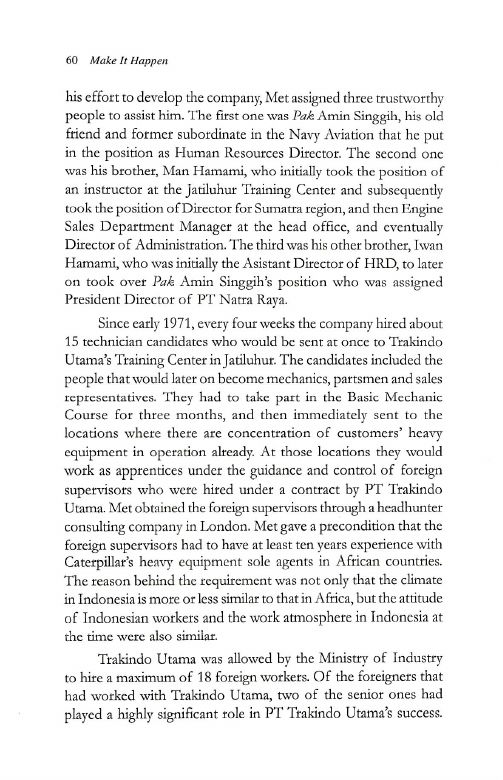 60 Make It Happen
his effort to develop the company, Met assigned three trustworthy
people to assist him. The first one was Pak Amin Singgih, his old
friend and former subordinate in the Navy Aviation that he put
in the position as Human Resources Director. The second one
was his brother, Man Hamami, who initially took the position of
an instructor at the Jatiluhur Training Center and subsequently
took the position of Director for Sumatra region, and then Engine
Sales Department Manager at the head office, and eventually
Director of Administration. The third was his other brother, Iwan
Hamami, who was initially the Asistant Director of HRD, to later
on took over Pak Amin Singgih's position who was assigned
President Director of PT Natra Raya.
Since early 1971, every four weeks the company hired about
15 technician candidates who would be sent at once to Trakindo
Utama's Training Center in Jatiluhur. The candidates included the
people that would later on become mechanics, partsmen and sales
representatives. They had to take part in the Basic Mechanic
Course for three months, and then immediately sent to the
locations where there are concentration of customers' heavy
equipment in operation already. At those locations they would
work as apprentices under the guidance and control of foreign
supervisors who were hired under a contract by PT Trakindo
Utama. Met obtained the foreign supervisors through a headhunter
consulting company in London. Met gave a precondition that the
foreign supervisors had to have at least ten years experience with
Caterpillar's heavy equipment sole agents in African countries.
The reason behind the requirement was not only that the climate
in Indonesia is more or less similar to that in Africa, but the attitude
of Indonesian workers and the work atmosphere in Indonesia at
the time were also similar.
Trakindo Utama was allowed by the Ministry of Industry
to hire a maximum of 18 foreign workers. Of the foreigners that
had worked with Trakindo Utama, two of the senior ones had
played a highly significant role in PT Trakindo Utama's success.